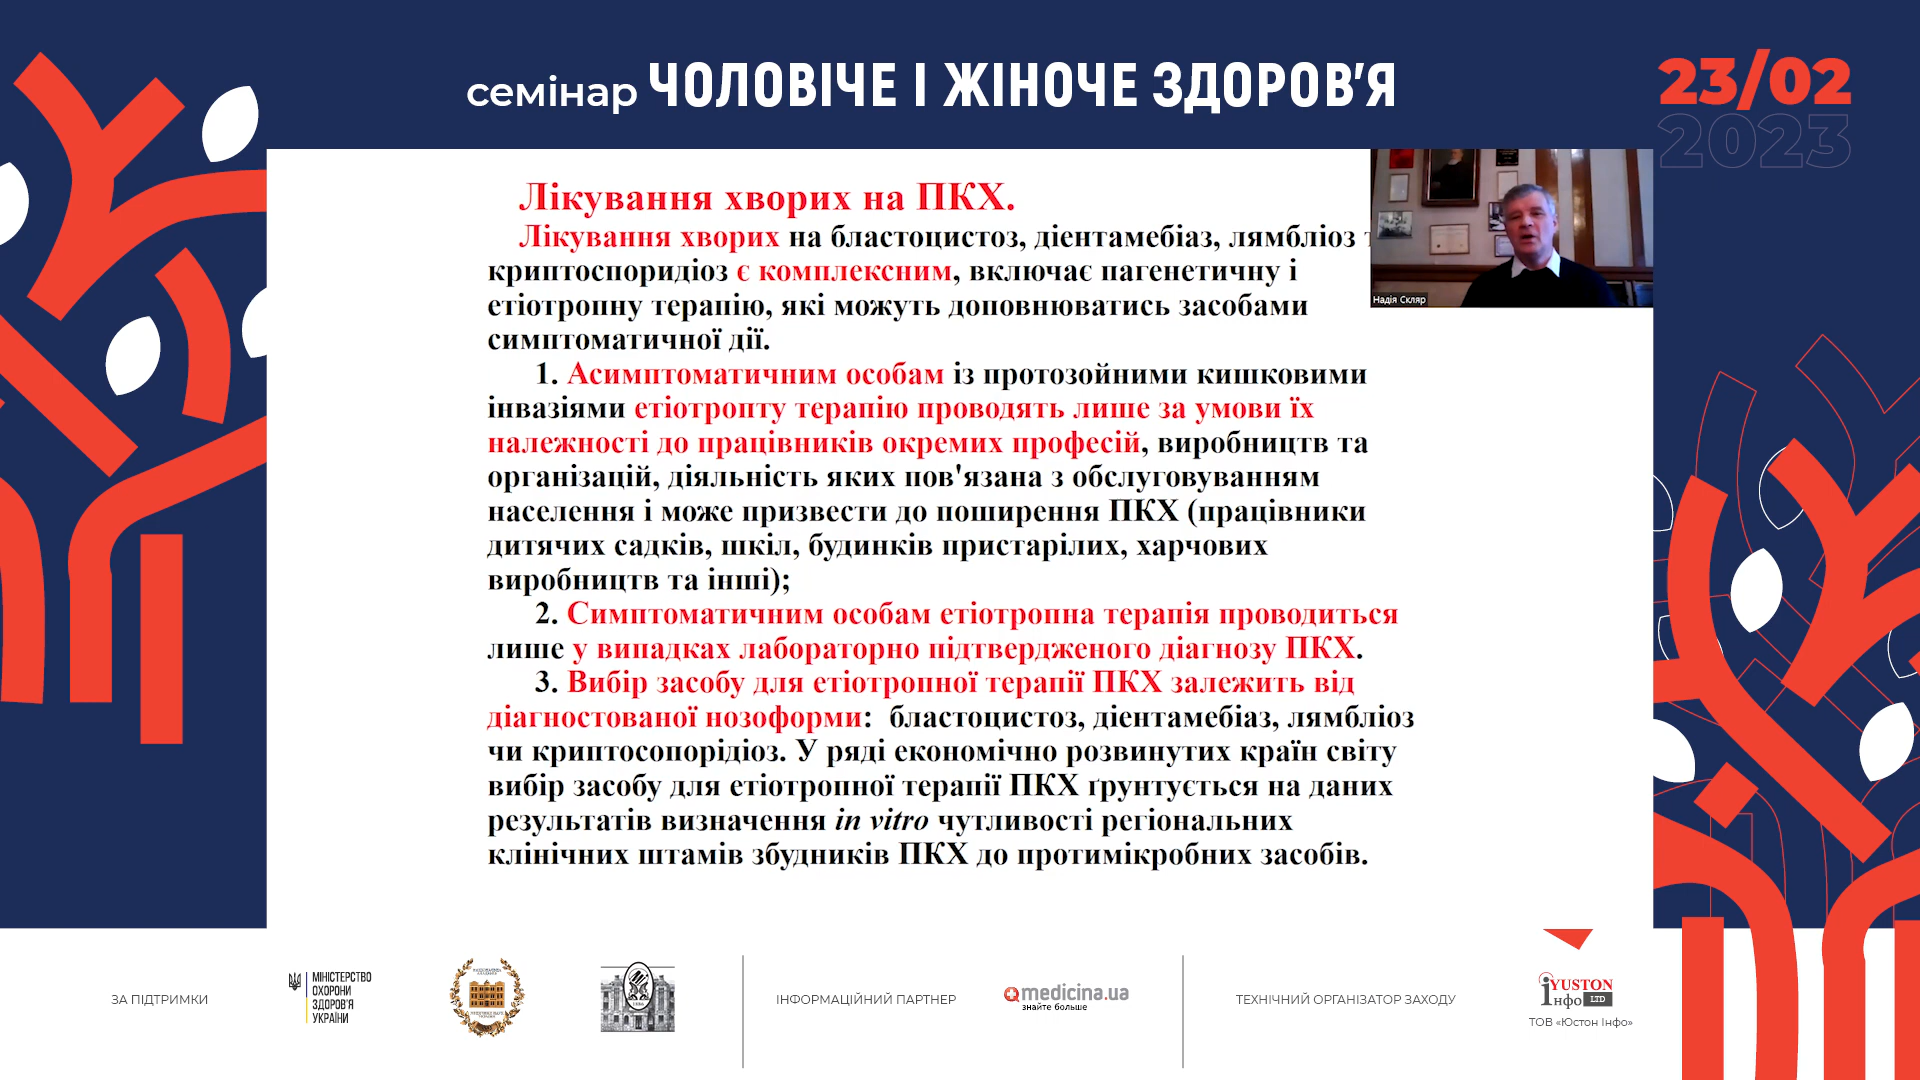 семінар ЧОЛОВІЧЕ І ЖІНОЧЕ ЗДОРОВ'Я
23/02
2023
Лікування хворих на ПКХ.
Лікування хворих на бластоцистоз, діентамебіаз, лямбліоз
криптоспоридіоз є комплексним, включає пагенетичну і
етіотропну терапію, які можуть доповнюватись засобами
симптоматичної дії.
1. Асимптоматичним особам із протозойними кишковими
інвазіями етіотропту терапію проводять лише за умови їх
належності до працівників окремих професій, виробництв та
організацій, діяльність яких пов'язана з обслуговуванням
населення і може призвести до поширення ПКХ (працівники
дитячих садків, шкіл, будинків пристарілих, харчових
виробництв та інші);
2. Симптоматичним особам етіотропна терапія проводиться
лише у випадках лабораторно підтвердженого діагнозу ПКХ.
3. Вибір засобу для етіотропної терапії ПКХ залежить від
діагностованої нозоформи: бластоцистоз, діентамебіаз, лямбліоз
чи криптосопорідіоз. У ряді економічно розвинутих країн світу
вибір засобу для етіотропної терапії ПКХ ґрунтується на даних
результатів визначення in vitro чутливості регіональних
клінічних штамів збудників ПКХ до протимікробних засобів.
Надія Скляр
ЗА ПІДТРИМКИ
МІНІСТЕРСТВО
ОХОРОНИ
ЗДОРОВ'Я
УКРАЇНИ
ІНФОРМАЦІЙНИЙ ПАРТНЕР
medicina.ua
знайте больше
ТЕХНІЧНИЙ ОРГАНІЗАТОР ЗАХОДУ
iYUSTON
Інфо LTD
ТОВ «Юстон Інфо»